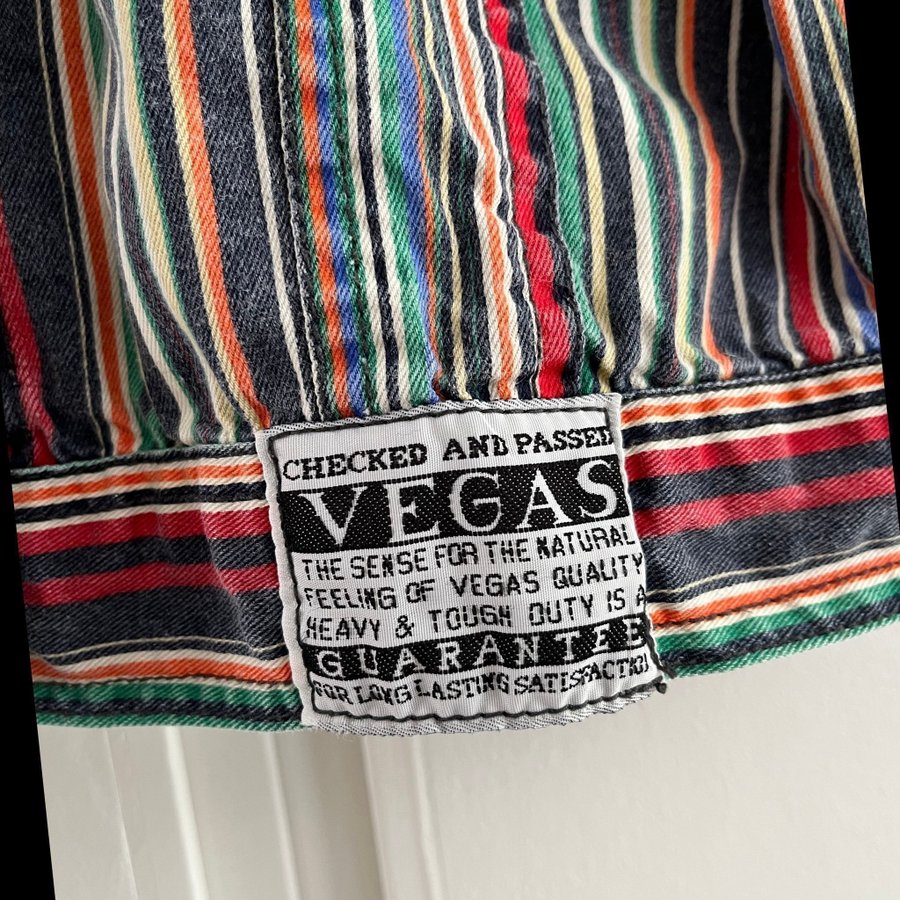 CHECKED AND PASSED
VEGAS
THE SENSE FOR THE NATURAL
FEELING OF VEGAS QUALITY
HEAVY & TOUGH DUTY IS A
GUARANTEE
FOR LONG LASTING SATISFACTION